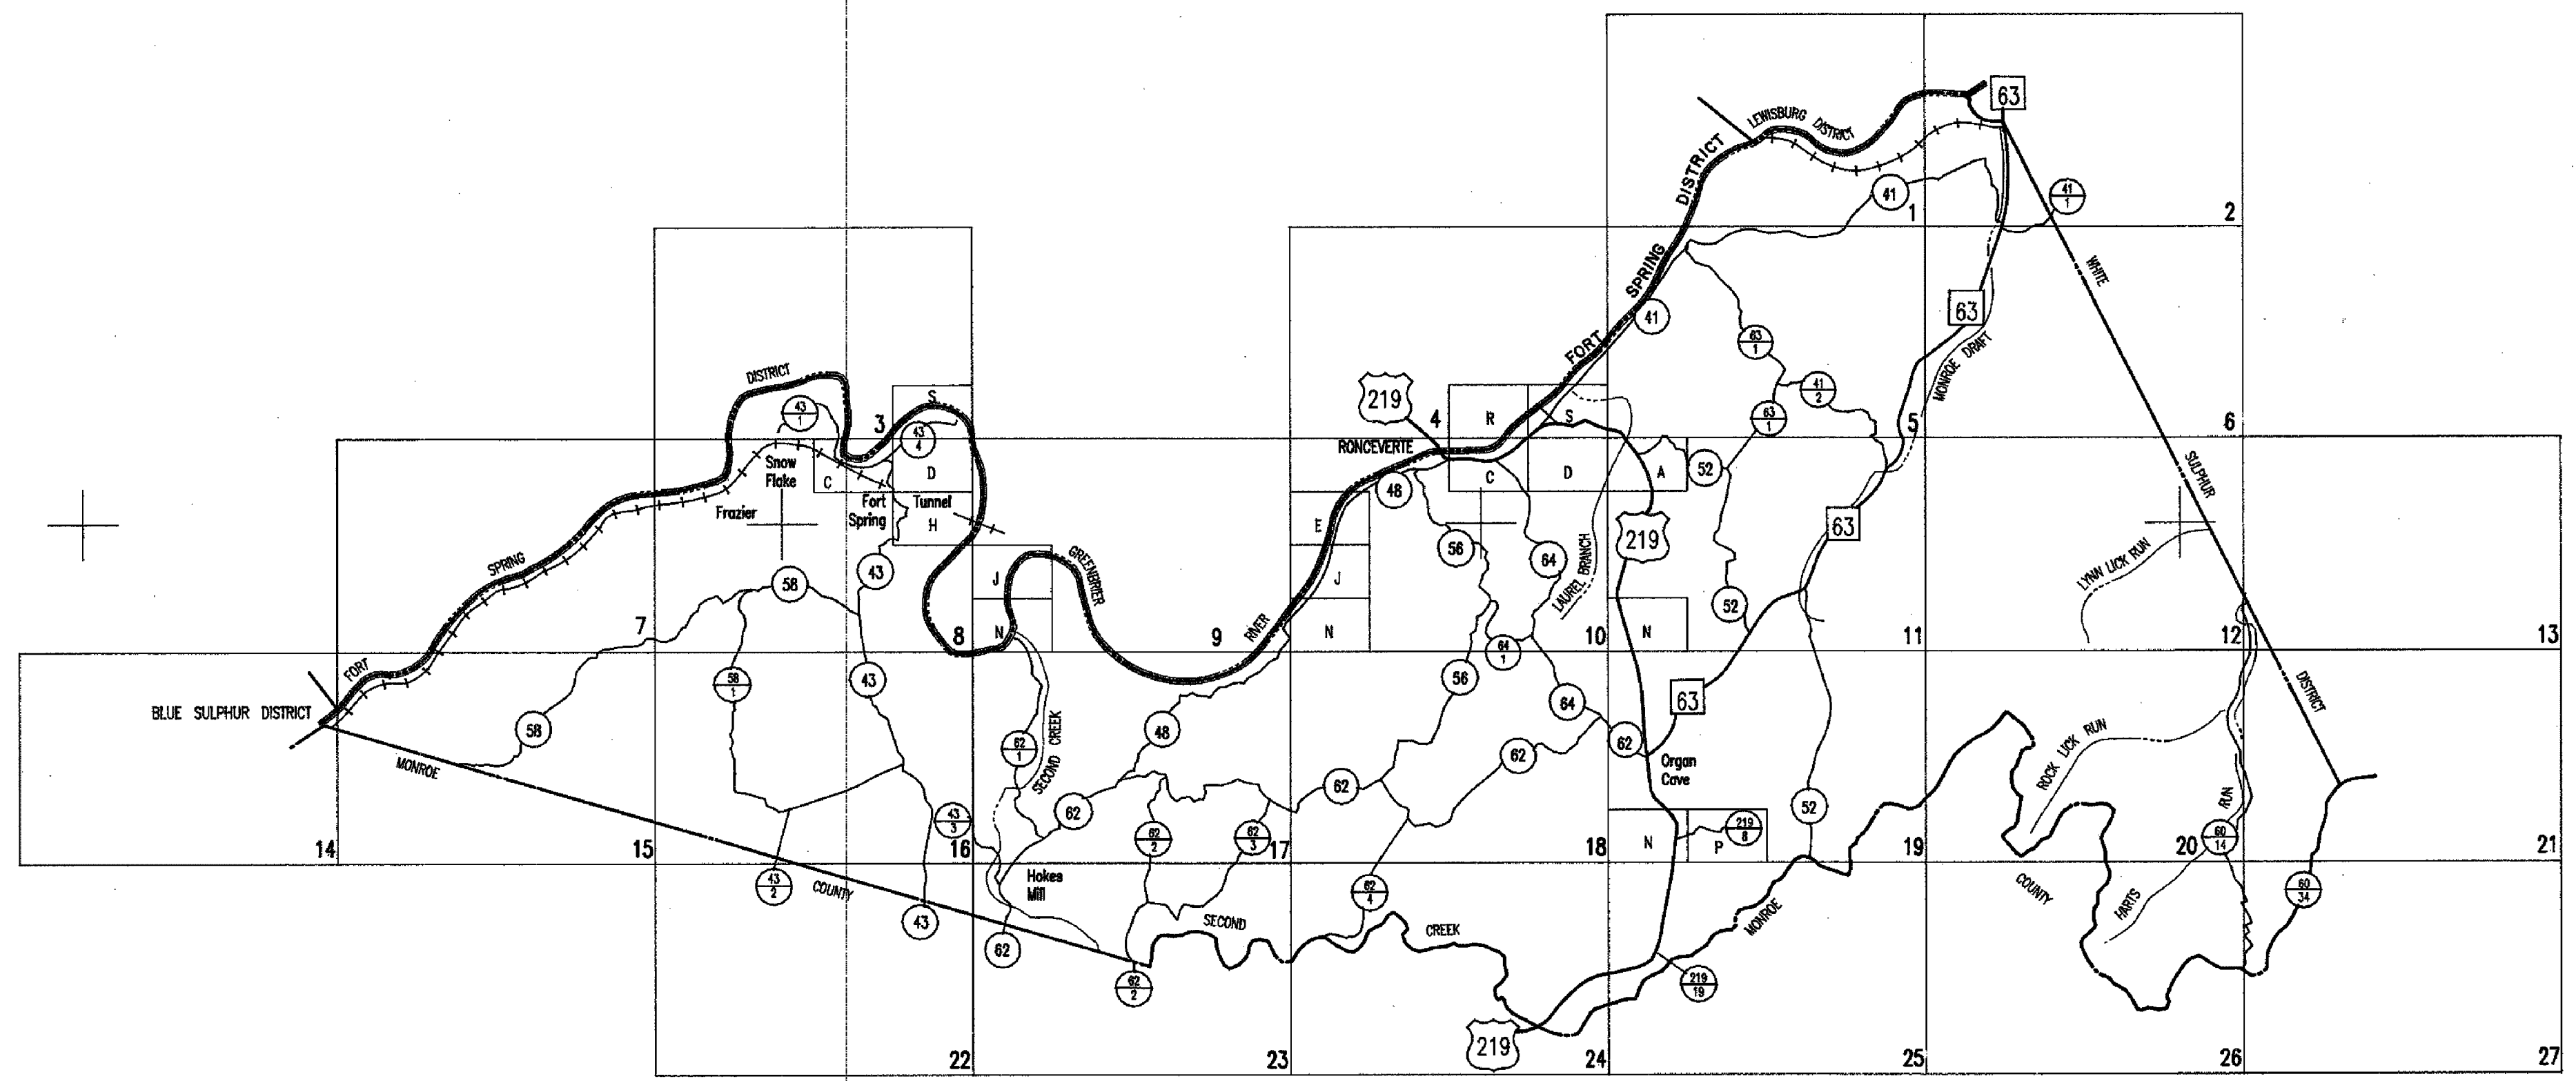 63
LEWISBURG DISTRICT
DISTRICT
41
1
41
1
2
WHITE
SPRING
63
41
FORT
63
1
MONROE DRAFT
DISTRICT
219
41
2
43
1
S
3
43
4
4
R
S
63
1
5
6
RONCEVERTE
Snow
Flake
C
D
C
D
A
52
48
SULPHUR
Frazier
Fort
Spring
Tunnel
H
E
219
63
56
64
LAUREL BRANCH
LYNN LICK RUN
SPRING
43
J
GREENBRIER
J
58
52
7
8
N
9
RIVER
N
10
N
11
12
13
64
1
FORT
58
1
43
56
63
DISTRICT
BLUE SULPHUR DISTRICT
58
64
62
1
SECOND CREEK
48
62
62
ROCK LICK RUN
MONROE
Organ
Cave
62
62
52
RUN
43
3
62
2
62
3
219
8
60
14
14
15
16
17
18
N
P
19
20
21
43
2
COUNTY
Hokes
Mill
62
4
COUNTY
60
34
HARTS
43
SECOND
CREEK
MONROE
62
62
2
219
19
219
22
23
24
25
26
27